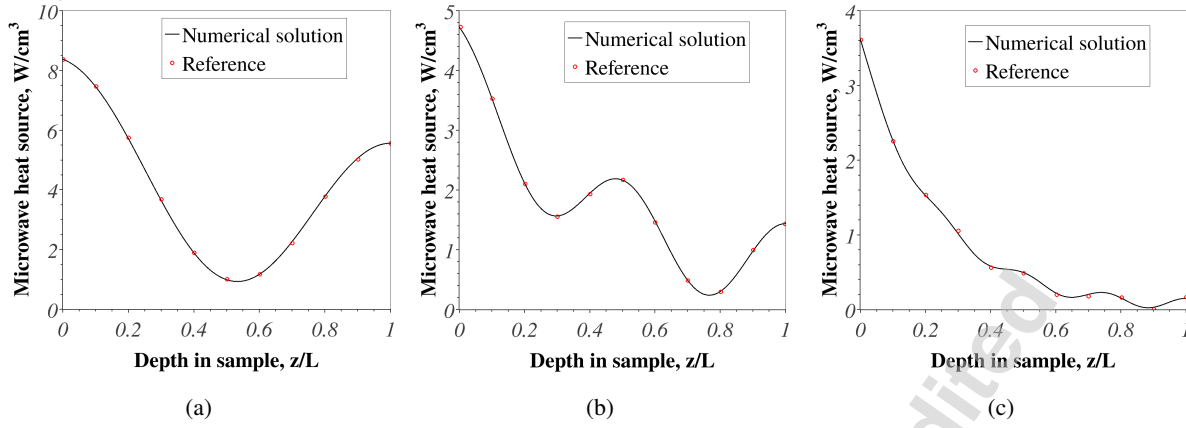 10
8
6
4
2
0
0
0.2
0.4
0.6
0.8
1
Microwave heat source, W/cm³
Depth in sample, z/L
Numerical solution
Reference
(a)
5
4
3
2
1
0
0
0.2
0.4
0.6
0.8
1
Microwave heat source, W/cm³
Depth in sample, z/L
Numerical solution
Reference
(b)
4
3
2
1
0
0
0.2
0.4
0.6
0.8
1
Microwave heat source, W/cm³
Depth in sample, z/L
Numerical solution
Reference
(c)
dited